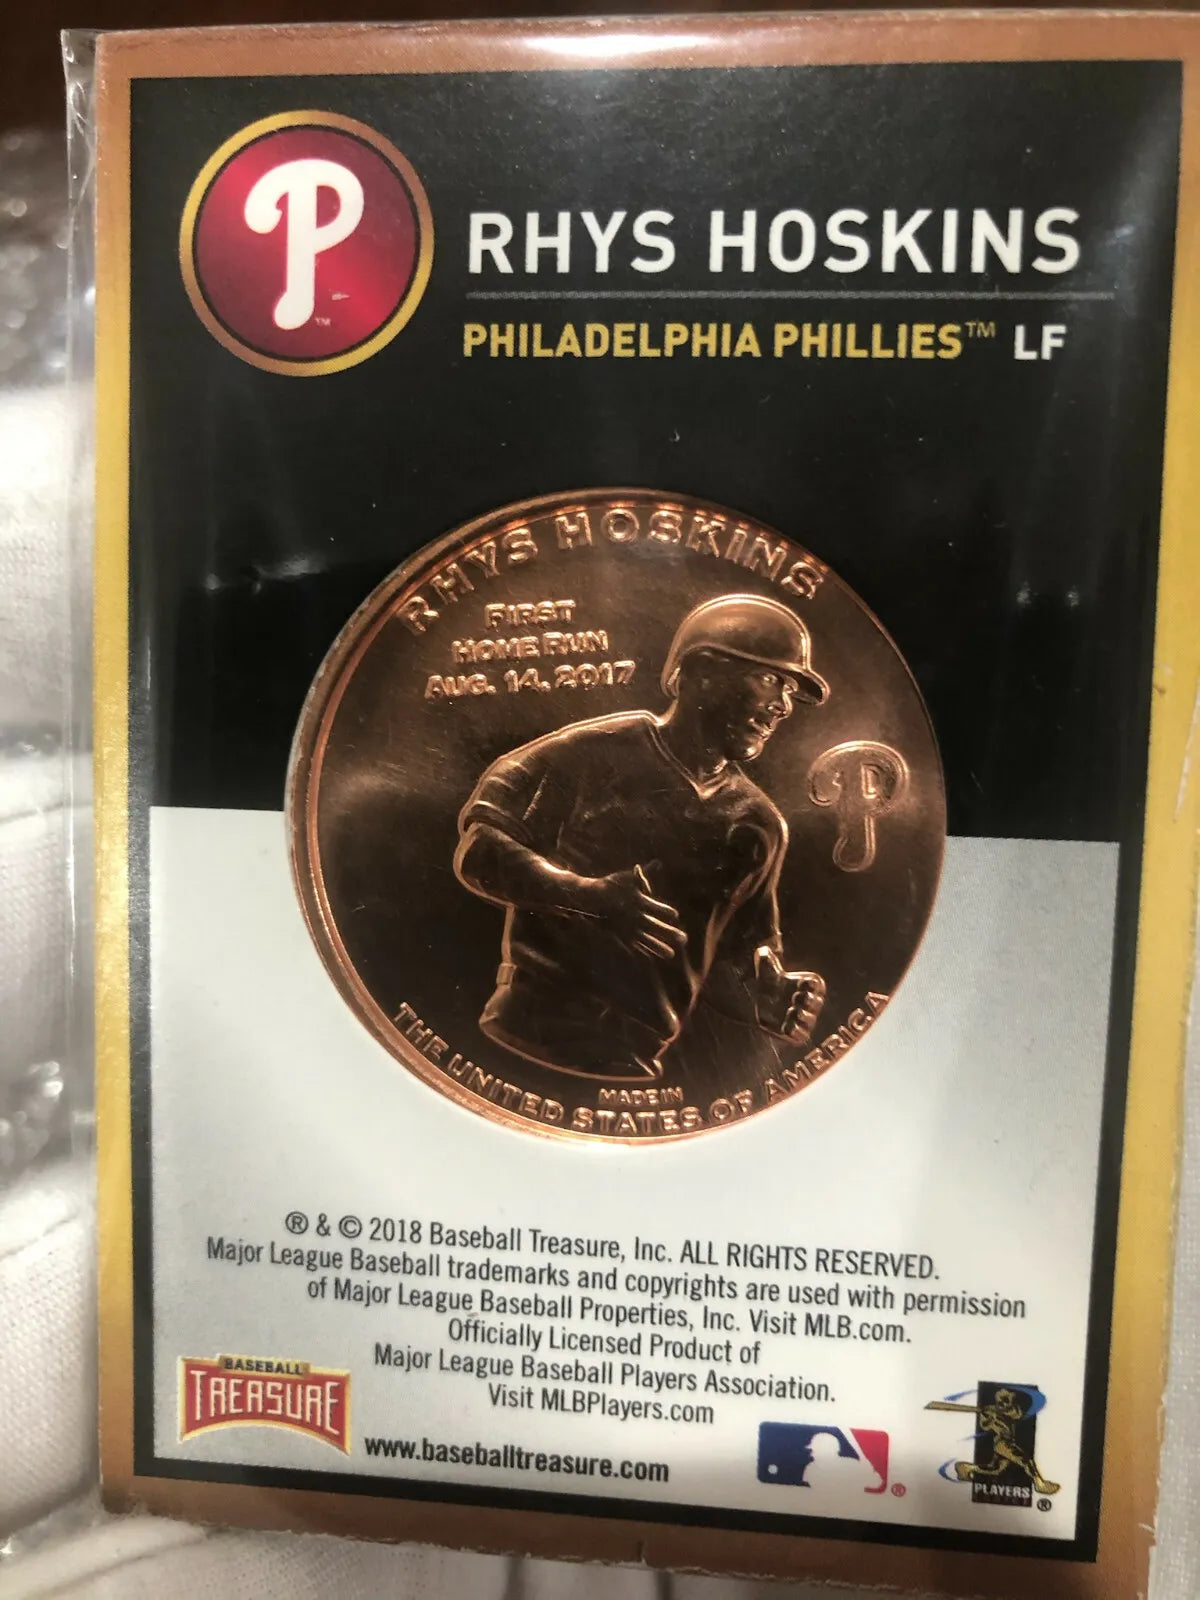 P
TM
RHYS HOSKINS
PHILADELPHIA PHILLIES™ LF
RHYS HOSKINS
FIRST
HOME RUN
AUG. 14, 2017
P
MADE IN
THE UNITED STATES OF AMERICA
® & © 2018 Baseball Treasure, Inc. ALL RIGHTS RESERVED.
Major League Baseball trademarks and copyrights are used with permission
of Major League Baseball Properties, Inc. Visit MLB.com.
Officially Licensed Product of
Major League Baseball Players Association.
Visit MLBPlayers.com
BASEBALL
TREASURE
www.baseballtreasure.com
®
PLAYERS
®